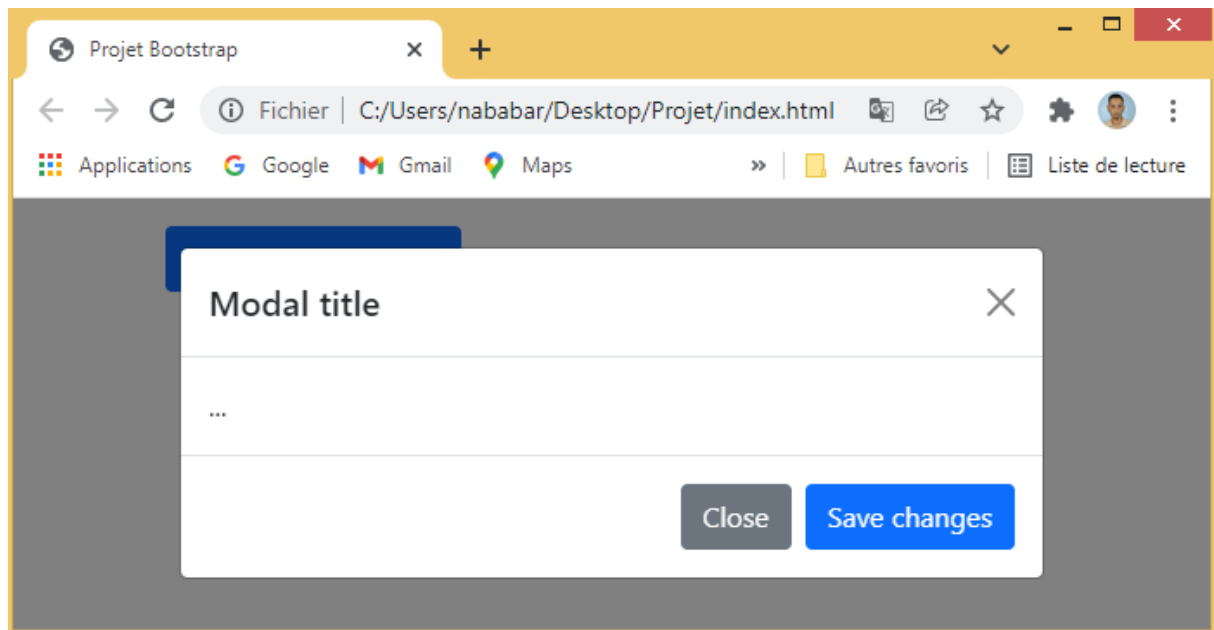 Projet Bootstrap
Fichier | C:/Users/nababar/Desktop/Projet/index.html
Applications Google Gmail Maps » Autres favoris Liste de lecture
Modal title
...
Close Save changes